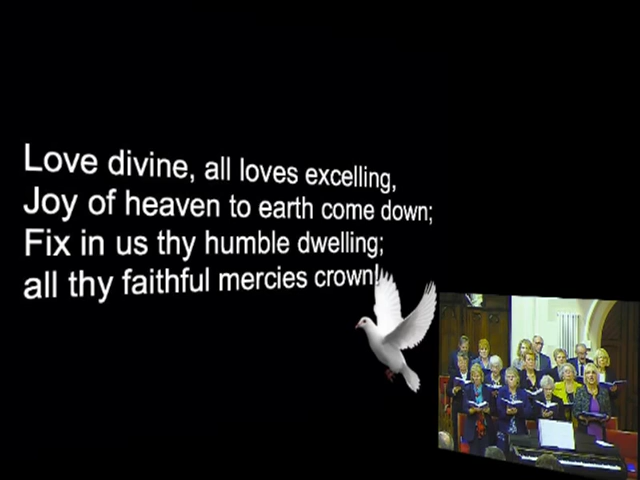 Love divine, all loves excelling,
Joy of heaven to earth come down;
Fix in us thy humble dwelling;
all thy faithful mercies crown!